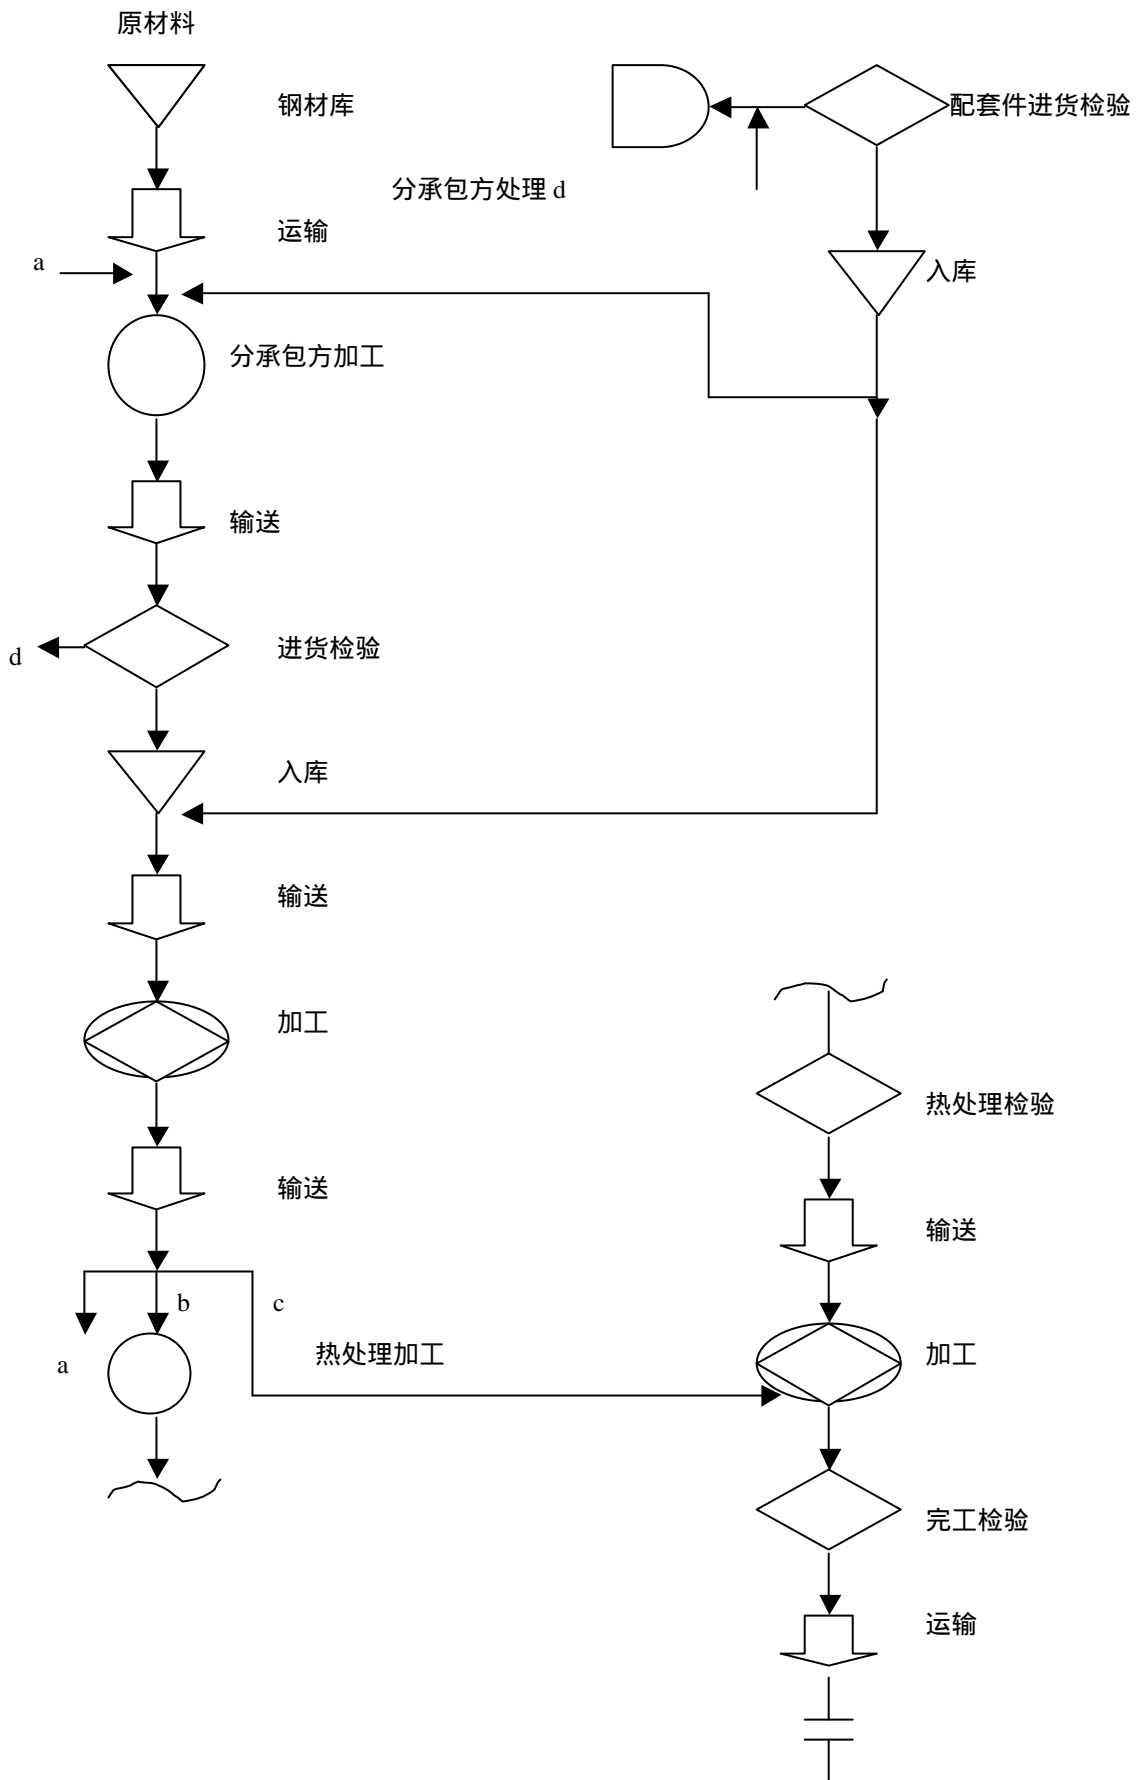 原材料
钢材库
配套件进货检验
分承包方处理 d
运输
a
入库
分承包方加工
输送
进货检验
d
入库
输送
加工
热处理检验
输送
输送
b
c
a
热处理加工
加工
完工检验
运输